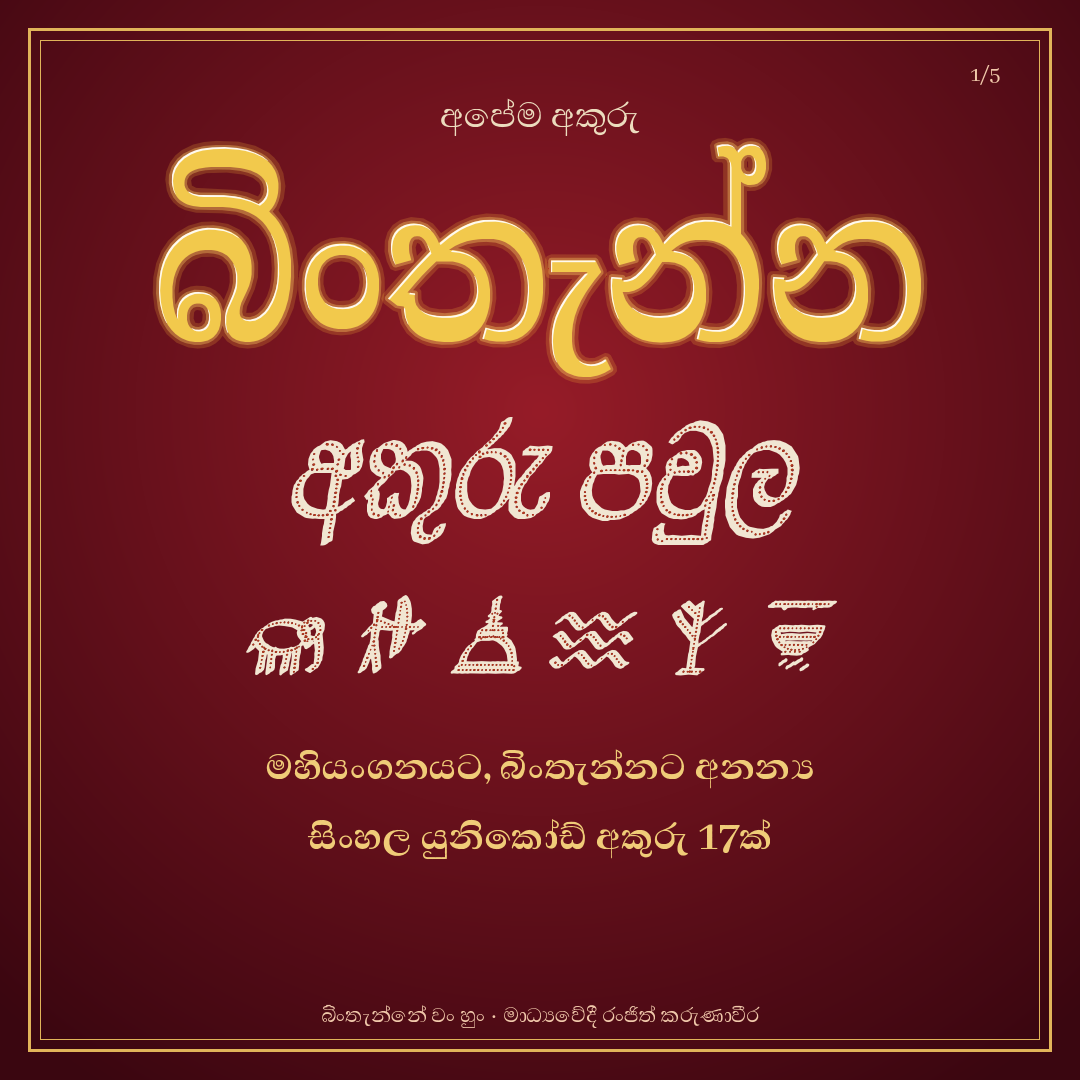 1/5
අපේම අකුරු
බිංතැන්න
අකුරු පවුල
මහියංගනයට, බිංතැන්නට අනන්‍ය
සිංහල යුනිකෝඩ් අකුරු 17ක්
බිංතැන්නේ වං හුං · මාධ්‍යවේදී රංජිත් කරුණාවීර